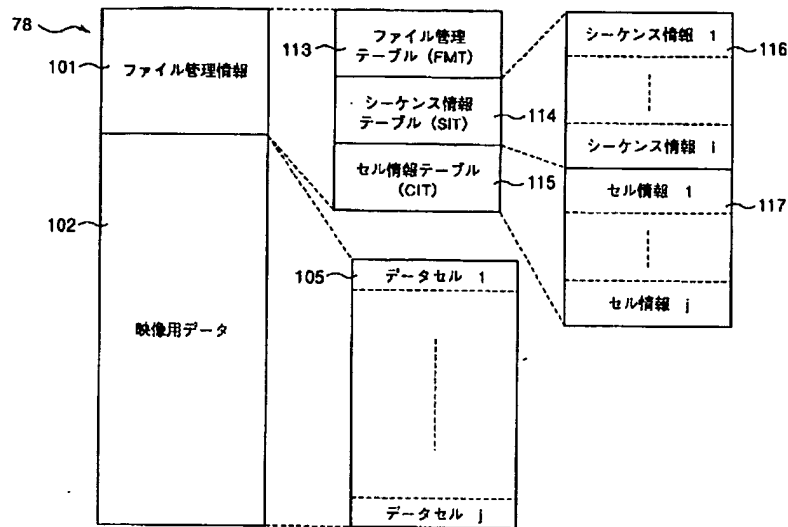 78
101
ファイル管理情報
102
映像用データ
113
ファイル管理
テーブル (FMT)
シーケンス情報
テーブル (SIT)
114
セル情報テーブル
(CIT)
115
105
データセル 1
データセル j
シーケンス情報 1
116
シーケンス情報 i
セル情報 1
117
セル情報 j